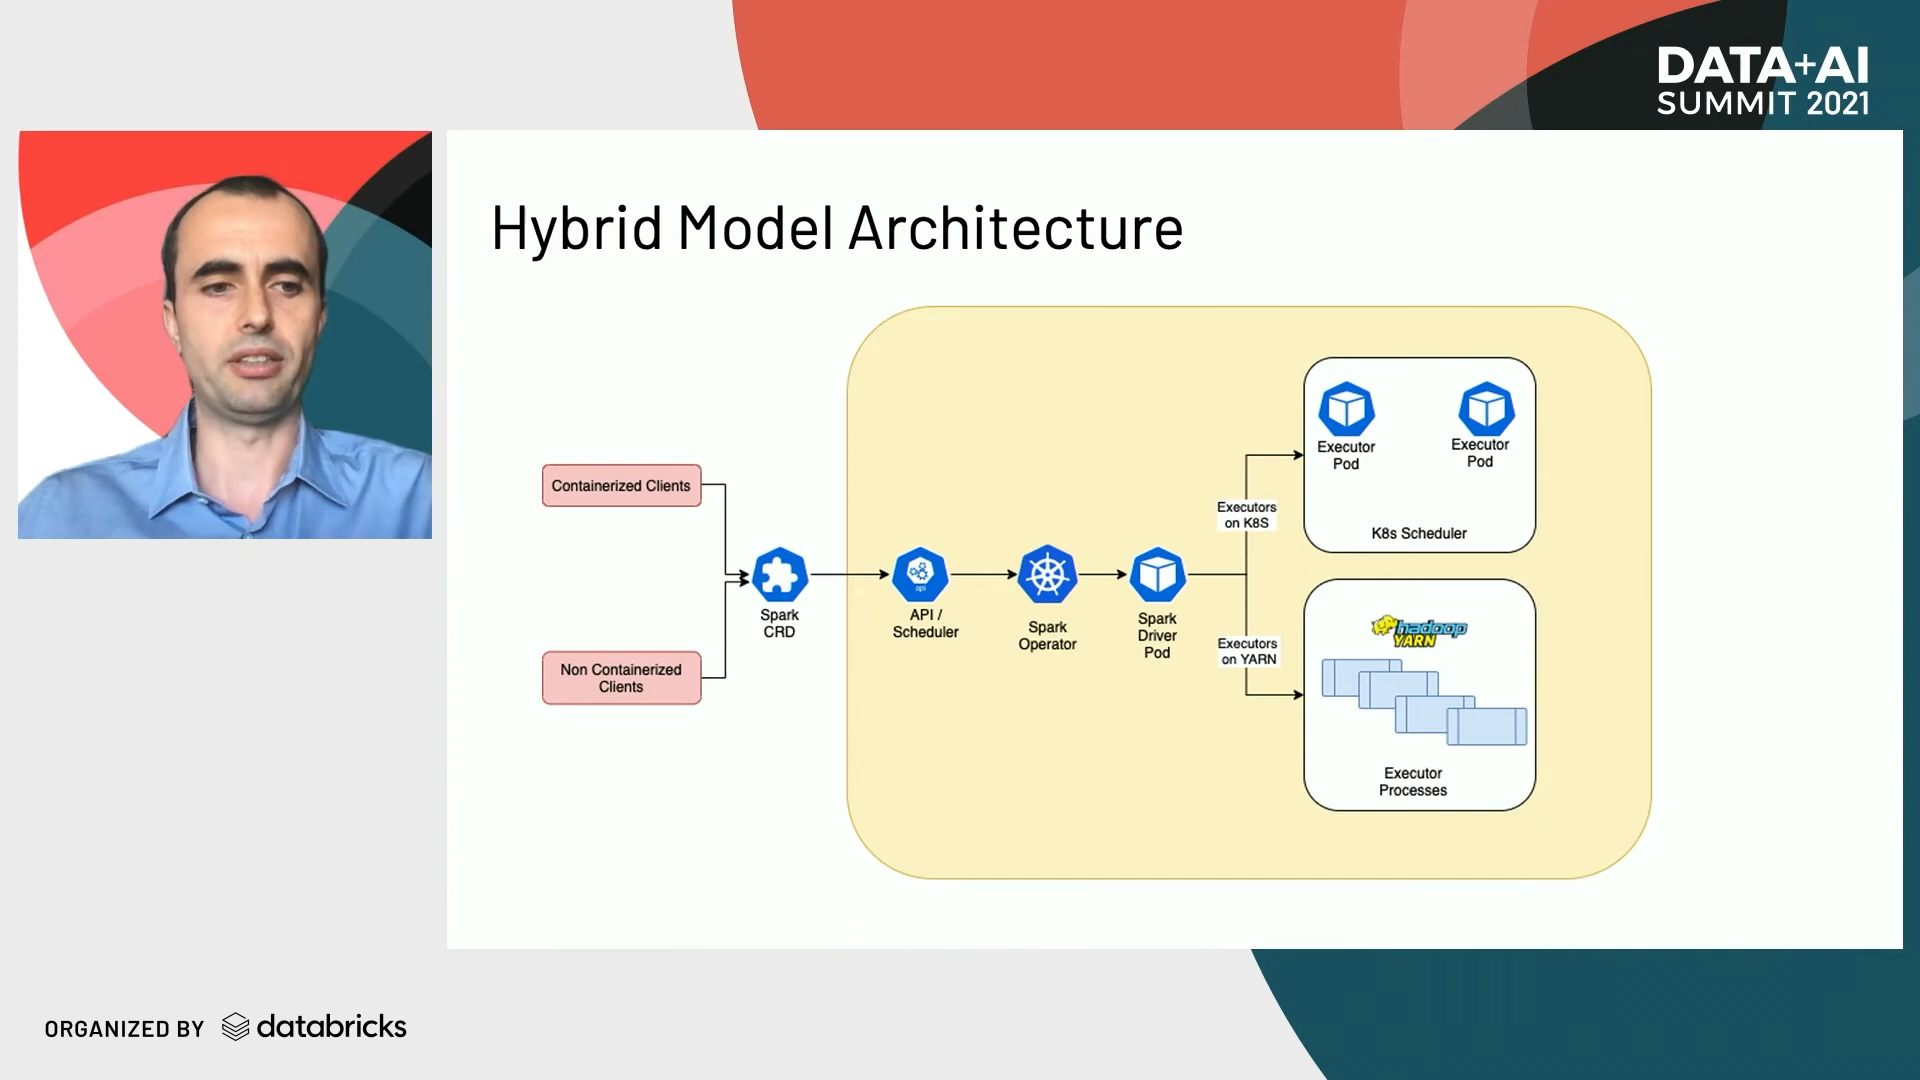 DATA+AI
SUMMIT 2021
Hybrid Model Architecture
Containerized Clients
Non Containerized
Clients
Spark
CRD
API /
Scheduler
api
Spark
Operator
Spark
Driver
Pod
Executors
on K8S
Executors
on YARN
Executor
Pod
Executor
Pod
K8s Scheduler
hadoop
YARN
Executor
Processes
ORGANIZED BY databricks